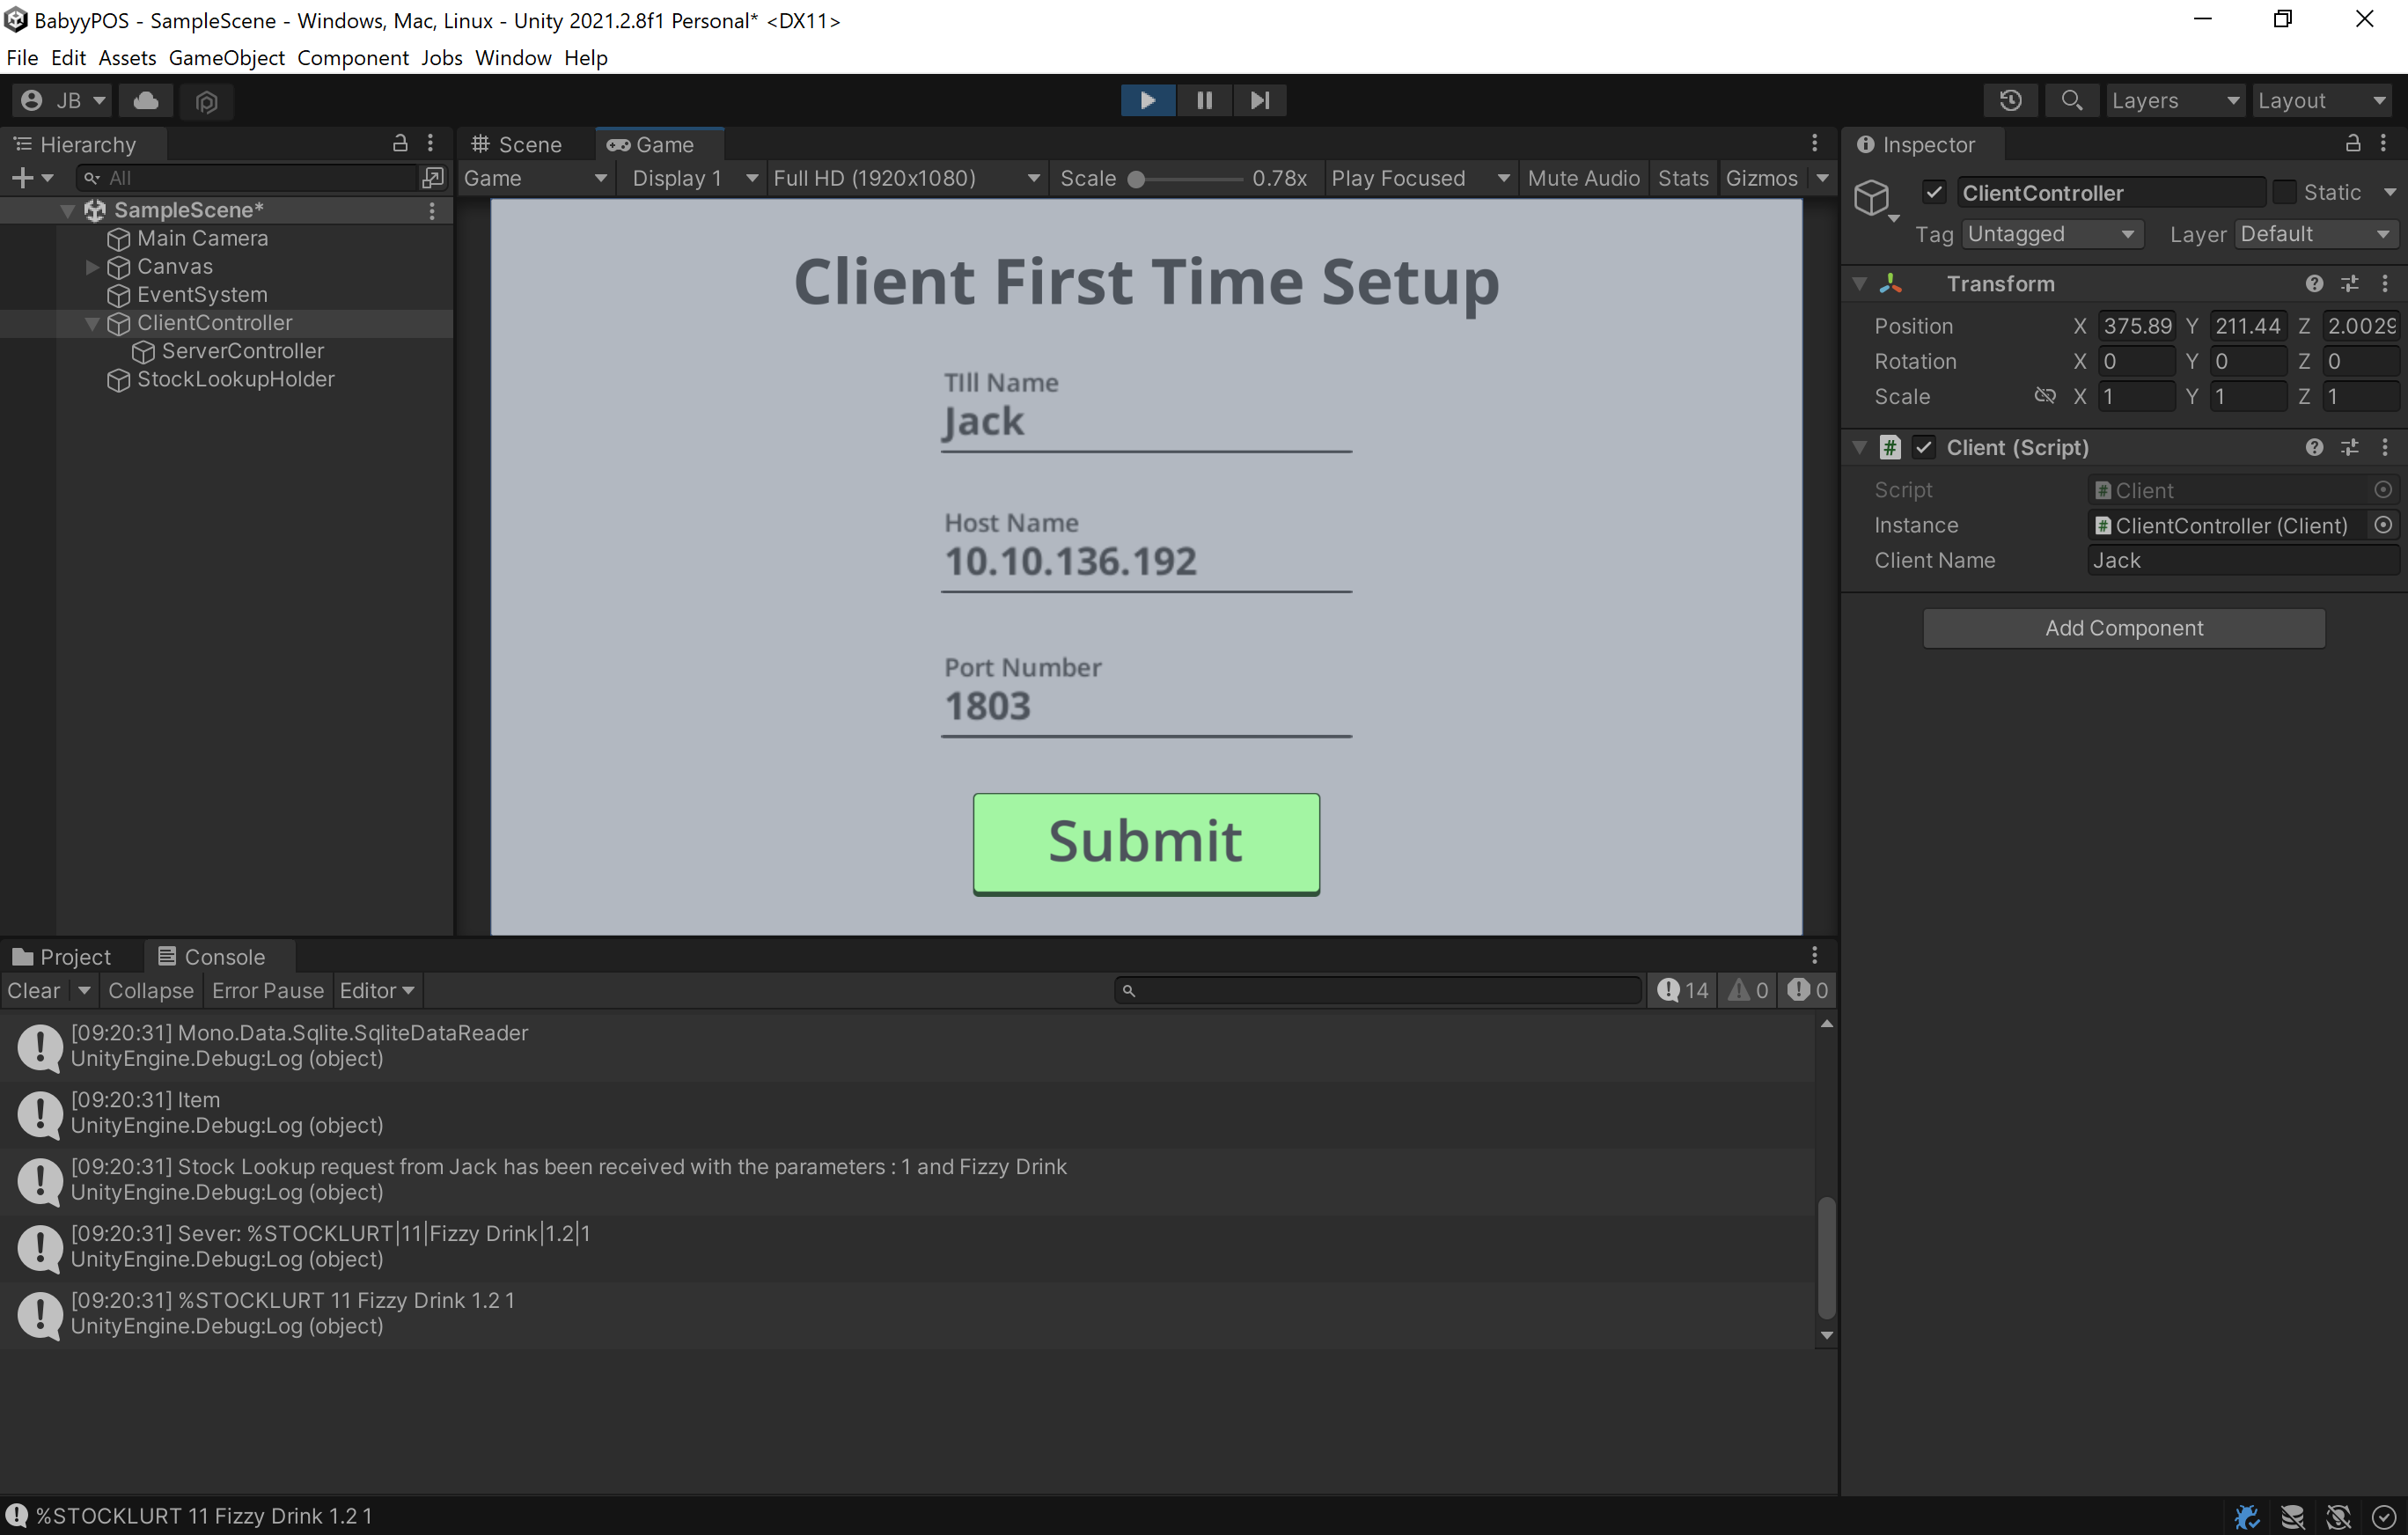 BabyyPOS - SampleScene - Windows, Mac, Linux - Unity 2021.2.8f1 Personal* <DX11>
File Edit Assets GameObject Component Jobs Window Help
JB
Layers
Layout
Hierarchy
All
SampleScene*
Main Camera
Canvas
EventSystem
ClientController
ServerController
StockLookupHolder
Scene
Game
Game
Display 1
Full HD (1920x1080)
Scale
0.78x
Play Focused
Mute Audio
Stats
Gizmos
Client First Time Setup
TIll Name
Jack
Host Name
10.10.136.192
Port Number
1803
Submit
Inspector
ClientController
Static
Tag Untagged
Layer Default
Transform
Position X 375.89 Y 211.44 Z 2.0029
Rotation X 0 Y 0 Z 0
Scale X 1 Y 1 Z 1
# Client (Script)
Script # Client
Instance # ClientController (Client)
Client Name Jack
Add Component
Project
Console
Clear
Collapse
Error Pause
Editor
14
0
0
[09:20:31] Mono.Data.Sqlite.SqliteDataReader
UnityEngine.Debug:Log (object)
[09:20:31] Item
UnityEngine.Debug:Log (object)
[09:20:31] Stock Lookup request from Jack has been received with the parameters : 1 and Fizzy Drink
UnityEngine.Debug:Log (object)
[09:20:31] Sever: %STOCKLURT|11|Fizzy Drink|1.2|1
UnityEngine.Debug:Log (object)
[09:20:31] %STOCKLURT 11 Fizzy Drink 1.2 1
UnityEngine.Debug:Log (object)
%STOCKLURT 11 Fizzy Drink 1.2 1